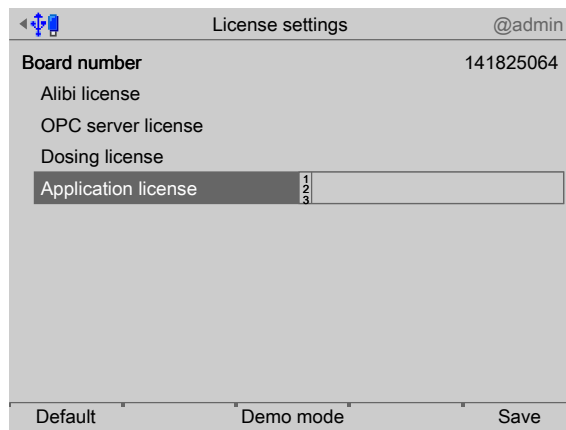 License settings @admin
Board number 141825064
Alibi license
OPC server license
Dosing license
Application license 1 2 3
Default Demo mode Save